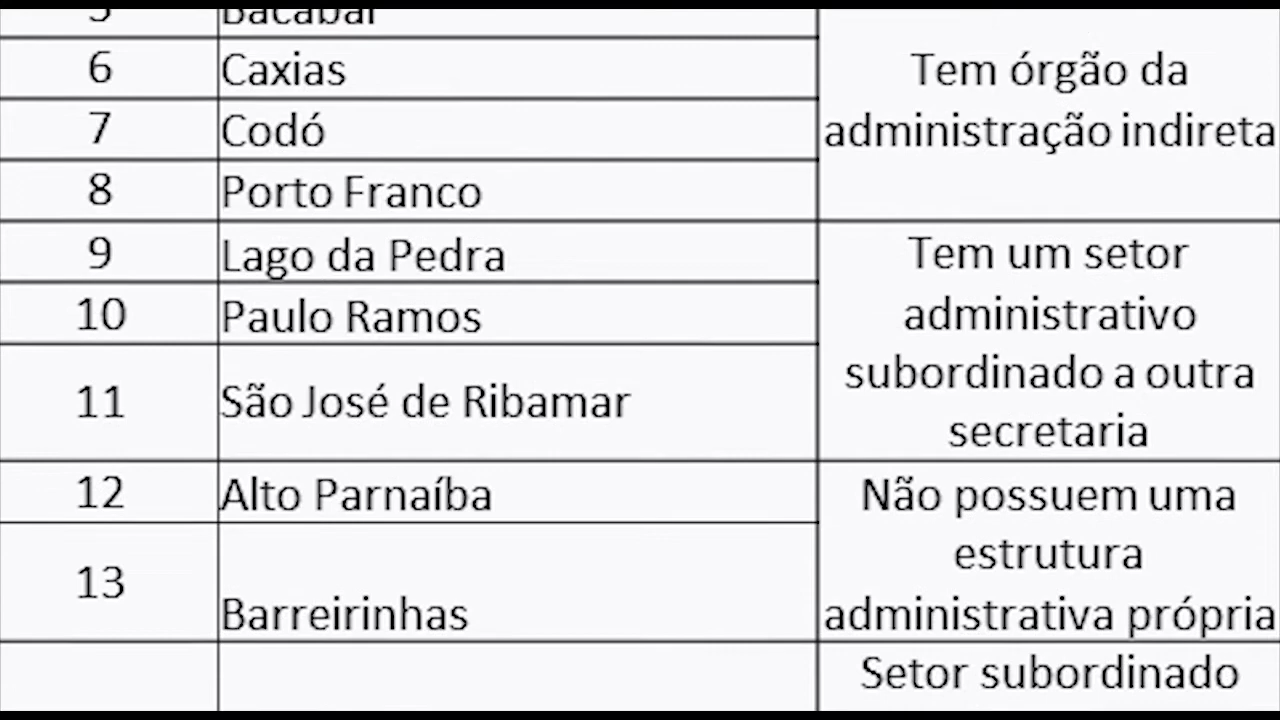 5 Bacabal
6 Caxias
7 Codó
8 Porto Franco
Tem órgão da
administração indireta
9 Lago da Pedra
10 Paulo Ramos
11 São José de Ribamar
Tem um setor
administrativo
subordinado a outra
secretaria
12 Alto Parnaíba
13 Barreirinhas
Não possuem uma
estrutura
administrativa própria
Setor subordinado